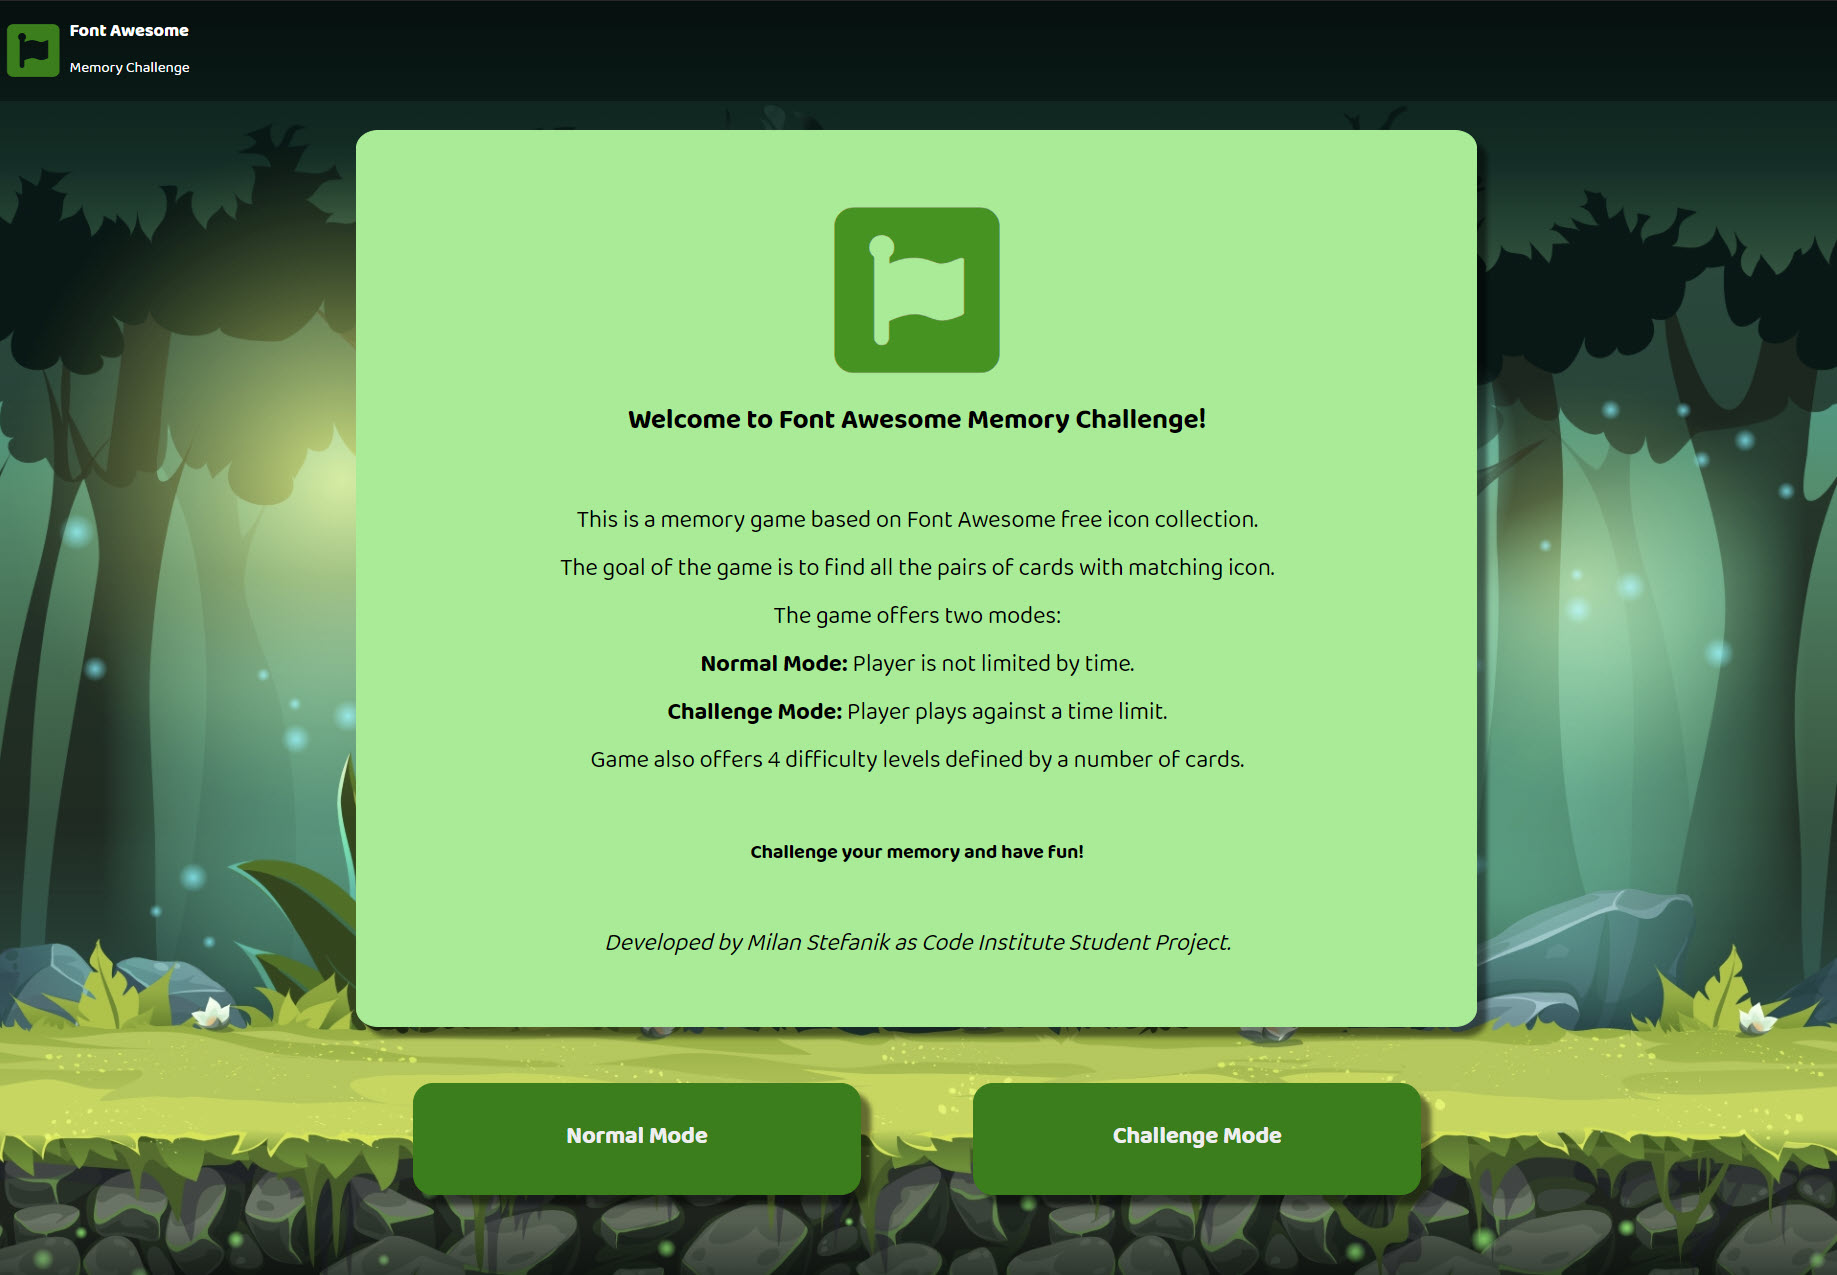 Font Awesome
Memory Challenge
Welcome to Font Awesome Memory Challenge!
This is a memory game based on Font Awesome free icon collection.
The goal of the game is to find all the pairs of cards with matching icon.
The game offers two modes:
Normal Mode: Player is not limited by time.
Challenge Mode: Player plays against a time limit.
Game also offers 4 difficulty levels defined by a number of cards.
Challenge your memory and have fun!
Developed by Milan Stefanik as Code Institute Student Project.
Normal Mode
Challenge Mode